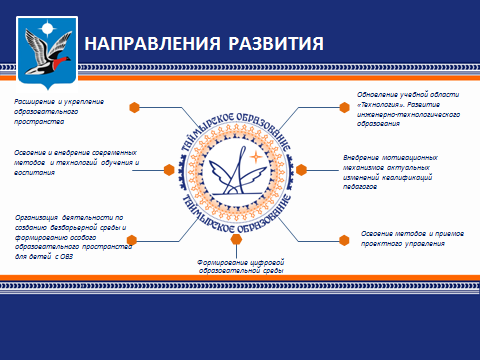 НАПРАВЛЕНИЯ РАЗВИТИЯ
Расширение и укрепление
образовательного
пространства
Освоение и внедрение современных
методов и технологий обучения и
воспитания
Организация деятельности по
созданию безбарьерной среды и
формированию особого
образовательного пространства
для детей с ОВЗ
ТАЙМЫРСКОЕ ОБРАЗОВАНИЕ
ТАЙМЫРСКОЕ ОБРАЗОВАНИЕ
Формирование цифровой
образовательной среды
Обновление учебной области
«Технология». Развитие
инженерно-технологического
образования
Внедрение мотивационных
механизмов актуальных
изменений квалификаций
педагогов
Освоение методов и приемов
проектного управления